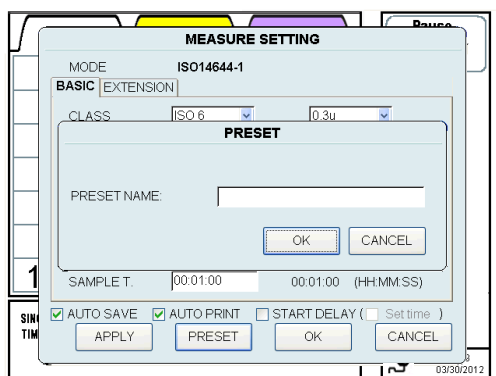 Pause
MEASURE SETTING
MODE ISO14644-1
BASIC EXTENSION
CLASS ISO 6 0.3u
PRESET
PRESET NAME:
OK CANCEL
1
SAMPLE T. 00:01:00 00:01:00 (HH:MM:SS)
AUTO SAVE AUTO PRINT START DELAY ( Set time )
SIN
TIM
APPLY PRESET OK CANCEL
03/30/2012